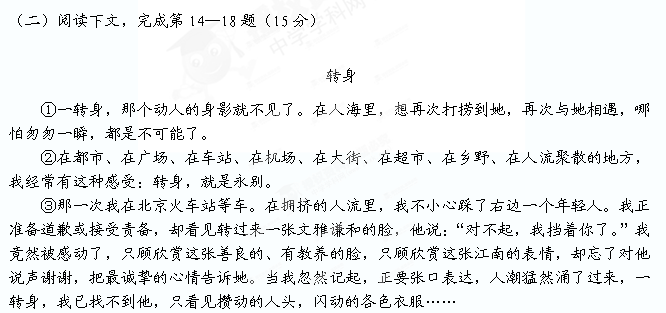 （二）阅读下文，完成第14—18题（15分）
转身
①一转身，那个动人的身影就不见了。在人海里，想再次打捞到她，再次与她相遇，哪
怕匆匆一瞬，都是不可能了。
②在都市、在广场、在车站、在机场、在大街、在超市、在乡野、在人流聚散的地方，
我经常有这种感受：转身，就是永别。
③那一次我在北京火车站等车。在拥挤的人流里，我不小心踩了右边一个年轻人。我正
准备道歉或接受责备，却看见转过来一张文雅谦和的脸，他说：“对不起，我挡着你了。”我
竟然被感动了，只顾欣赏这张善良的、有教养的脸，只顾欣赏这张江南的表情，却忘了对他
说声谢谢，把最诚挚的心情告诉她。当我忽然记起，正要张口表达，人潮猛然涌了过来，一
转身，我已找不到他，只看见攒动的人头，闪动的各色衣服……